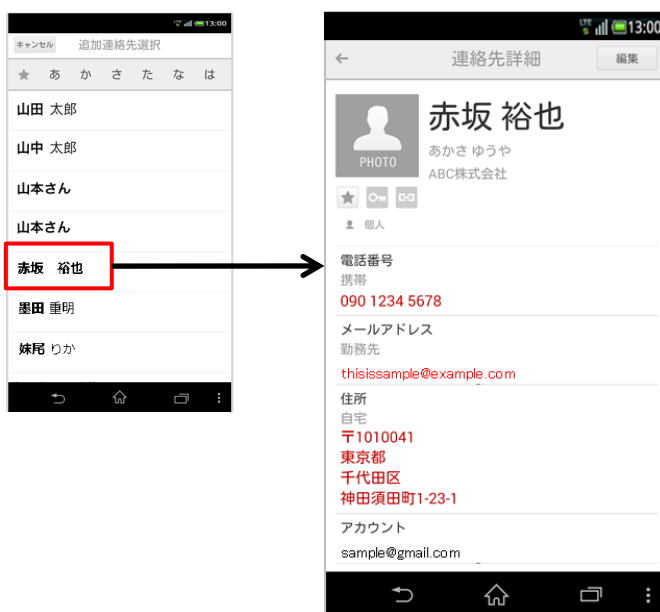 LTE 13:00
キャンセル 追加連絡先選択
★ あ か さ た な は
山田 太郎
山中 太郎
山本さん
山本さん
赤坂 裕也
墨田 重明
妹尾 りか
LTE 13:00
← 連絡先詳細 編集
PHOTO
赤坂 裕也
あかさ ゆうや
ABC株式会社
個人
電話番号
携帯
090 1234 5678
メールアドレス
勤務先
thisissample@example.com
住所
自宅
〒1010041
東京都
千代田区
神田須田町1-23-1
アカウント
sample@gmail.com